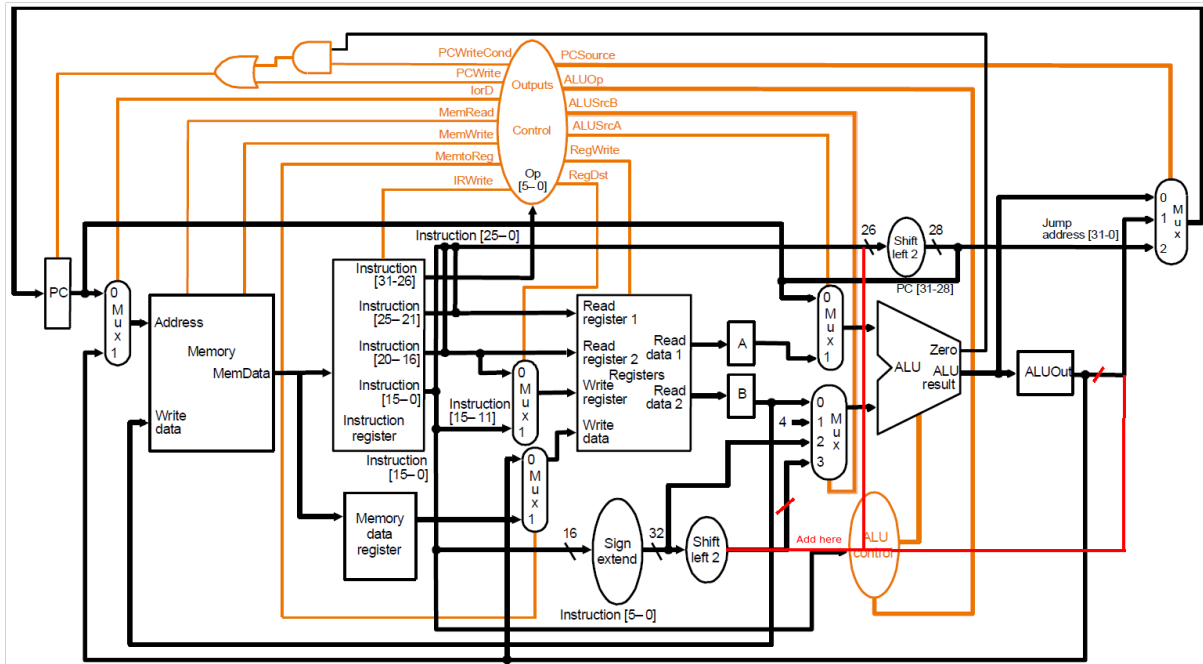 PCWriteCond
PCSource
PCWrite
ALUOp
IorD
Outputs
ALUSrcB
MemRead
ALUSrcA
MemWrite
Control
RegWrite
MemtoReg
Op
[5–0]
RegDst
IRWrite
Instruction [25–0]
26
28
Shift
left 2
Jump
address [31-0]
0
1
2
M
u
x
PC [31-28]
PC
0
M
u
x
1
Address
Memory
MemData
Write
data
Instruction
[31-26]
Instruction
[25–21]
Instruction
[20–16]
Instruction
[15–0]
Instruction
register
Instruction
[15–11]
Instruction
[15–0]
0
M
u
x
1
0
M
u
x
1
Read
register 1
Read
register 2
Registers
Write
register
Write
data
Read
data 1
Read
data 2
A
B
0
M
u
x
1
4
0
1
2
3
M
u
x
Zero
ALU
ALU
result
ALUOut
Memory
data
register
16
Sign
extend
32
Shift
left 2
Add here
ALU
control
Instruction [5–0]